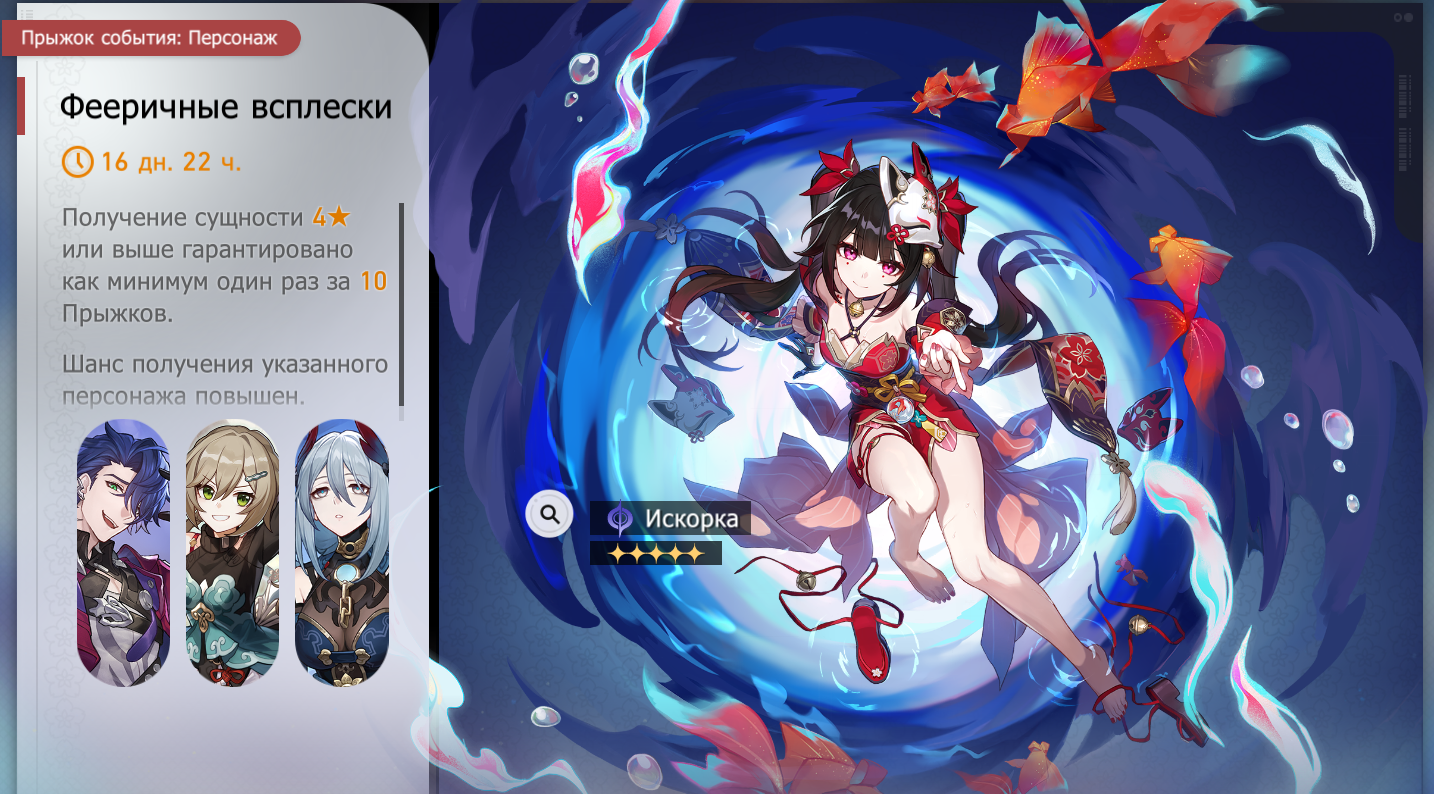 Прыжок события: Персонаж
Фееричные всплески
16 дн. 22 ч.
Получение сущности 4★
или выше гарантировано
как минимум один раз за 10
Прыжков.
Шанс получения указанного
персонажа повышен.
Искорка